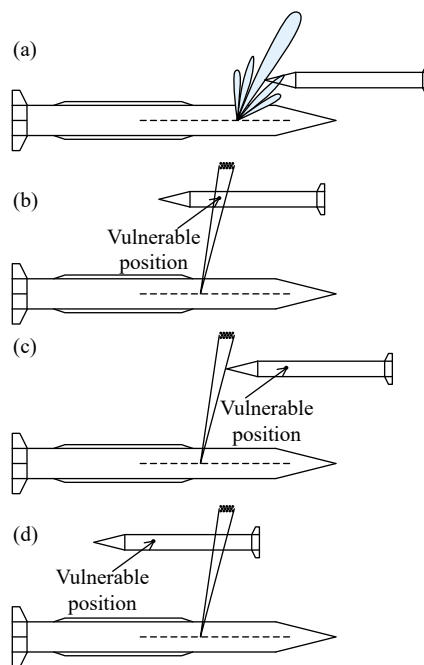 (a)
(b)
Vulnerable
position
(c)
Vulnerable
position
(d)
Vulnerable
position